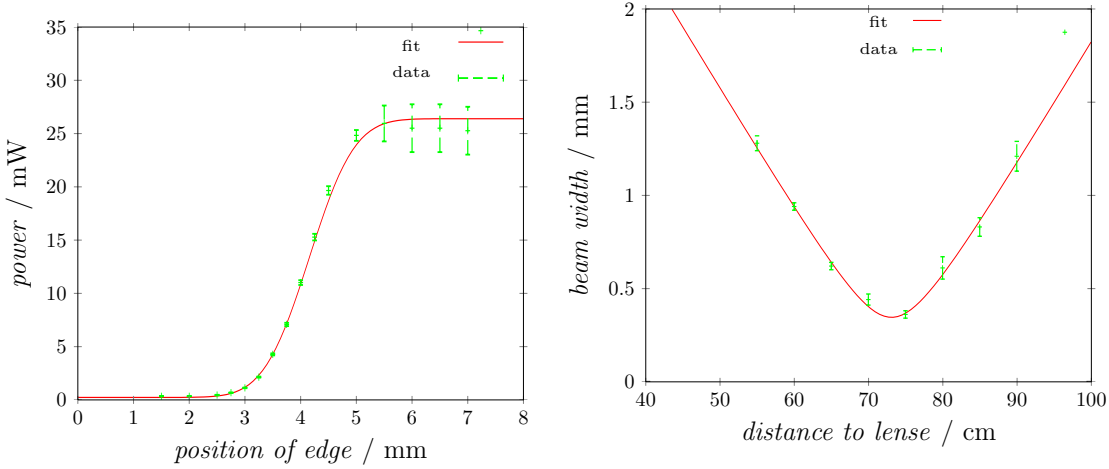 power / mW
35
30
25
20
15
10
5
0
0 1 2 3 4 5 6 7 8
position of edge / mm
fit
data
beam width / mm
2
1.5
1
0.5
0
40 50 60 70 80 90 100
distance to lense / cm
fit
data